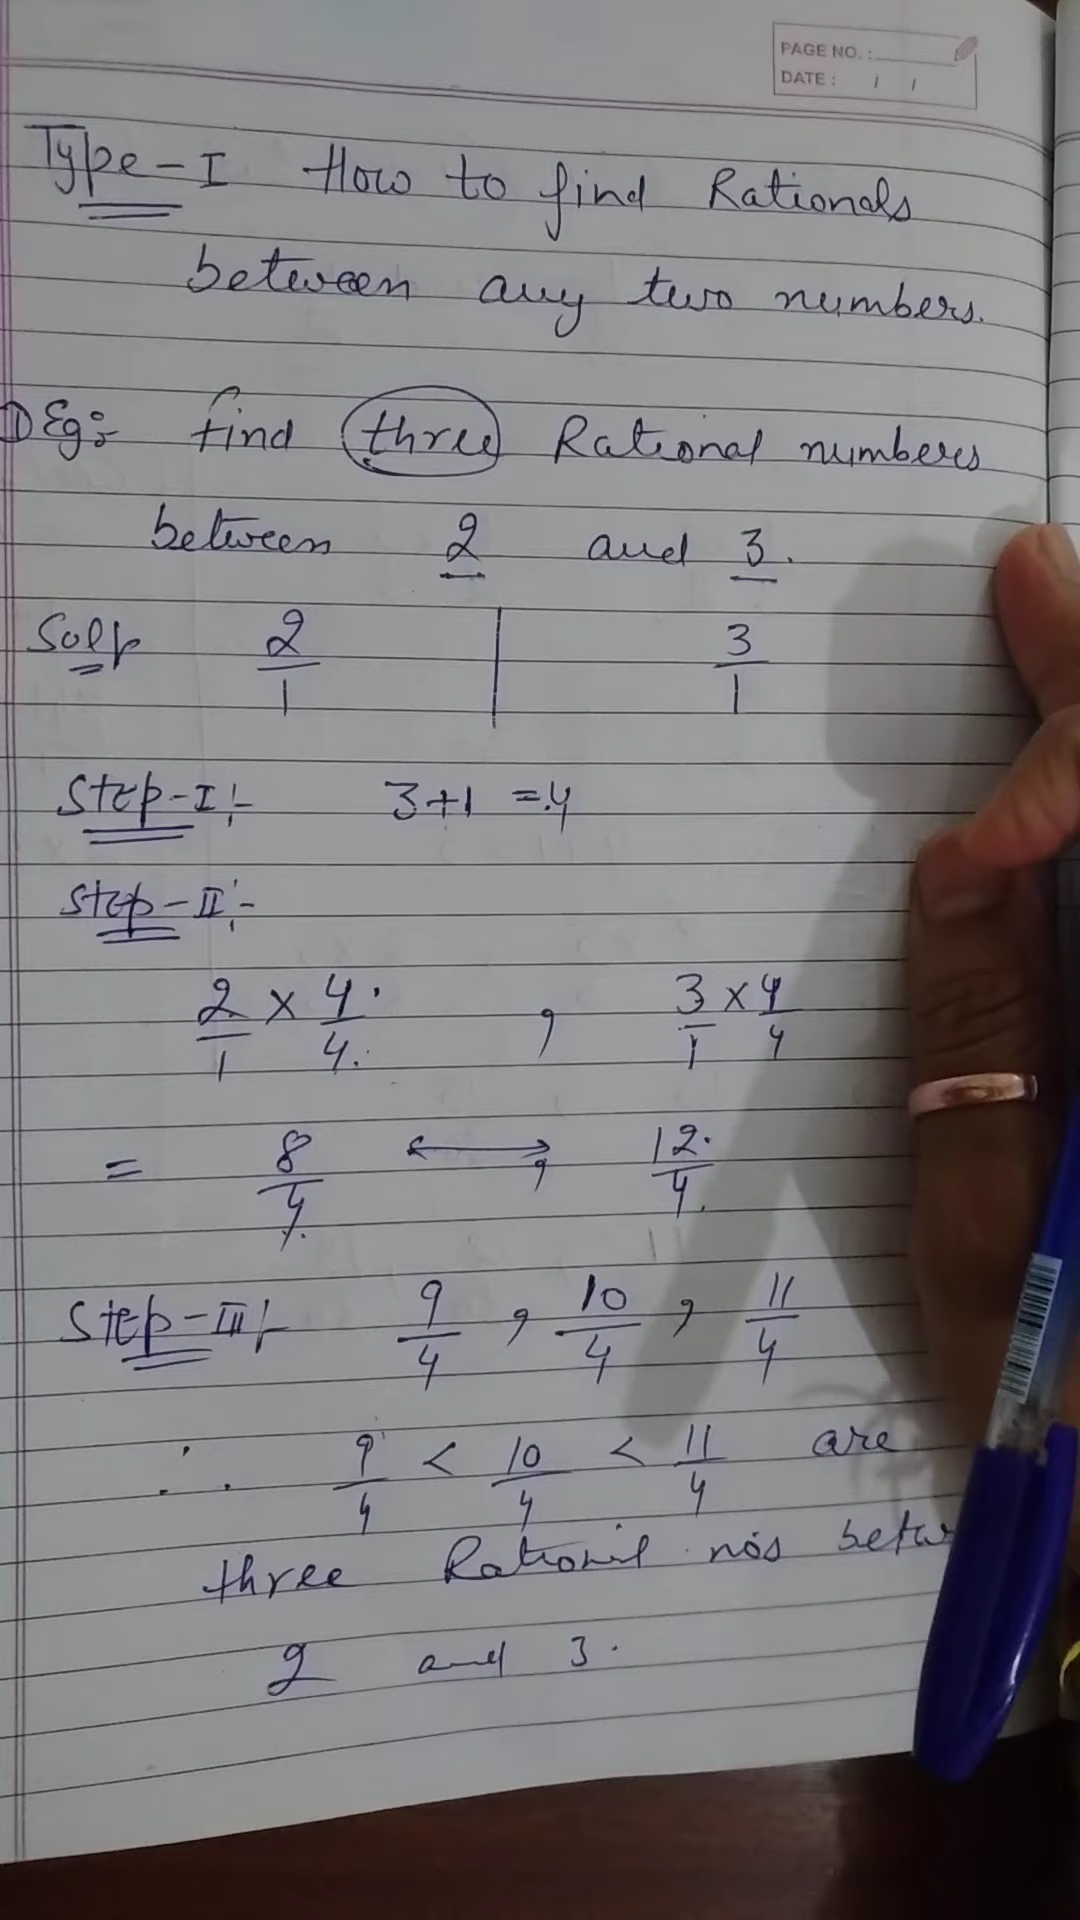 PAGE NO. :
DATE : / /
Type-I How to find Rationals
between any two numbers.
① Eg:- find three Rational numbers
between 2 and 3.
Soln 2/1 | 3/1
Step-I:- 3+1 = 4
Step-II:-
2/1 × 4/4 , 3/1 × 4/4
= 8/4 ↔ , 12/4
Step-III:- 9/4 , 10/4 , 11/4
∴ 9/4 < 10/4 < 11/4 are
three Rational nos betw
2 and 3.